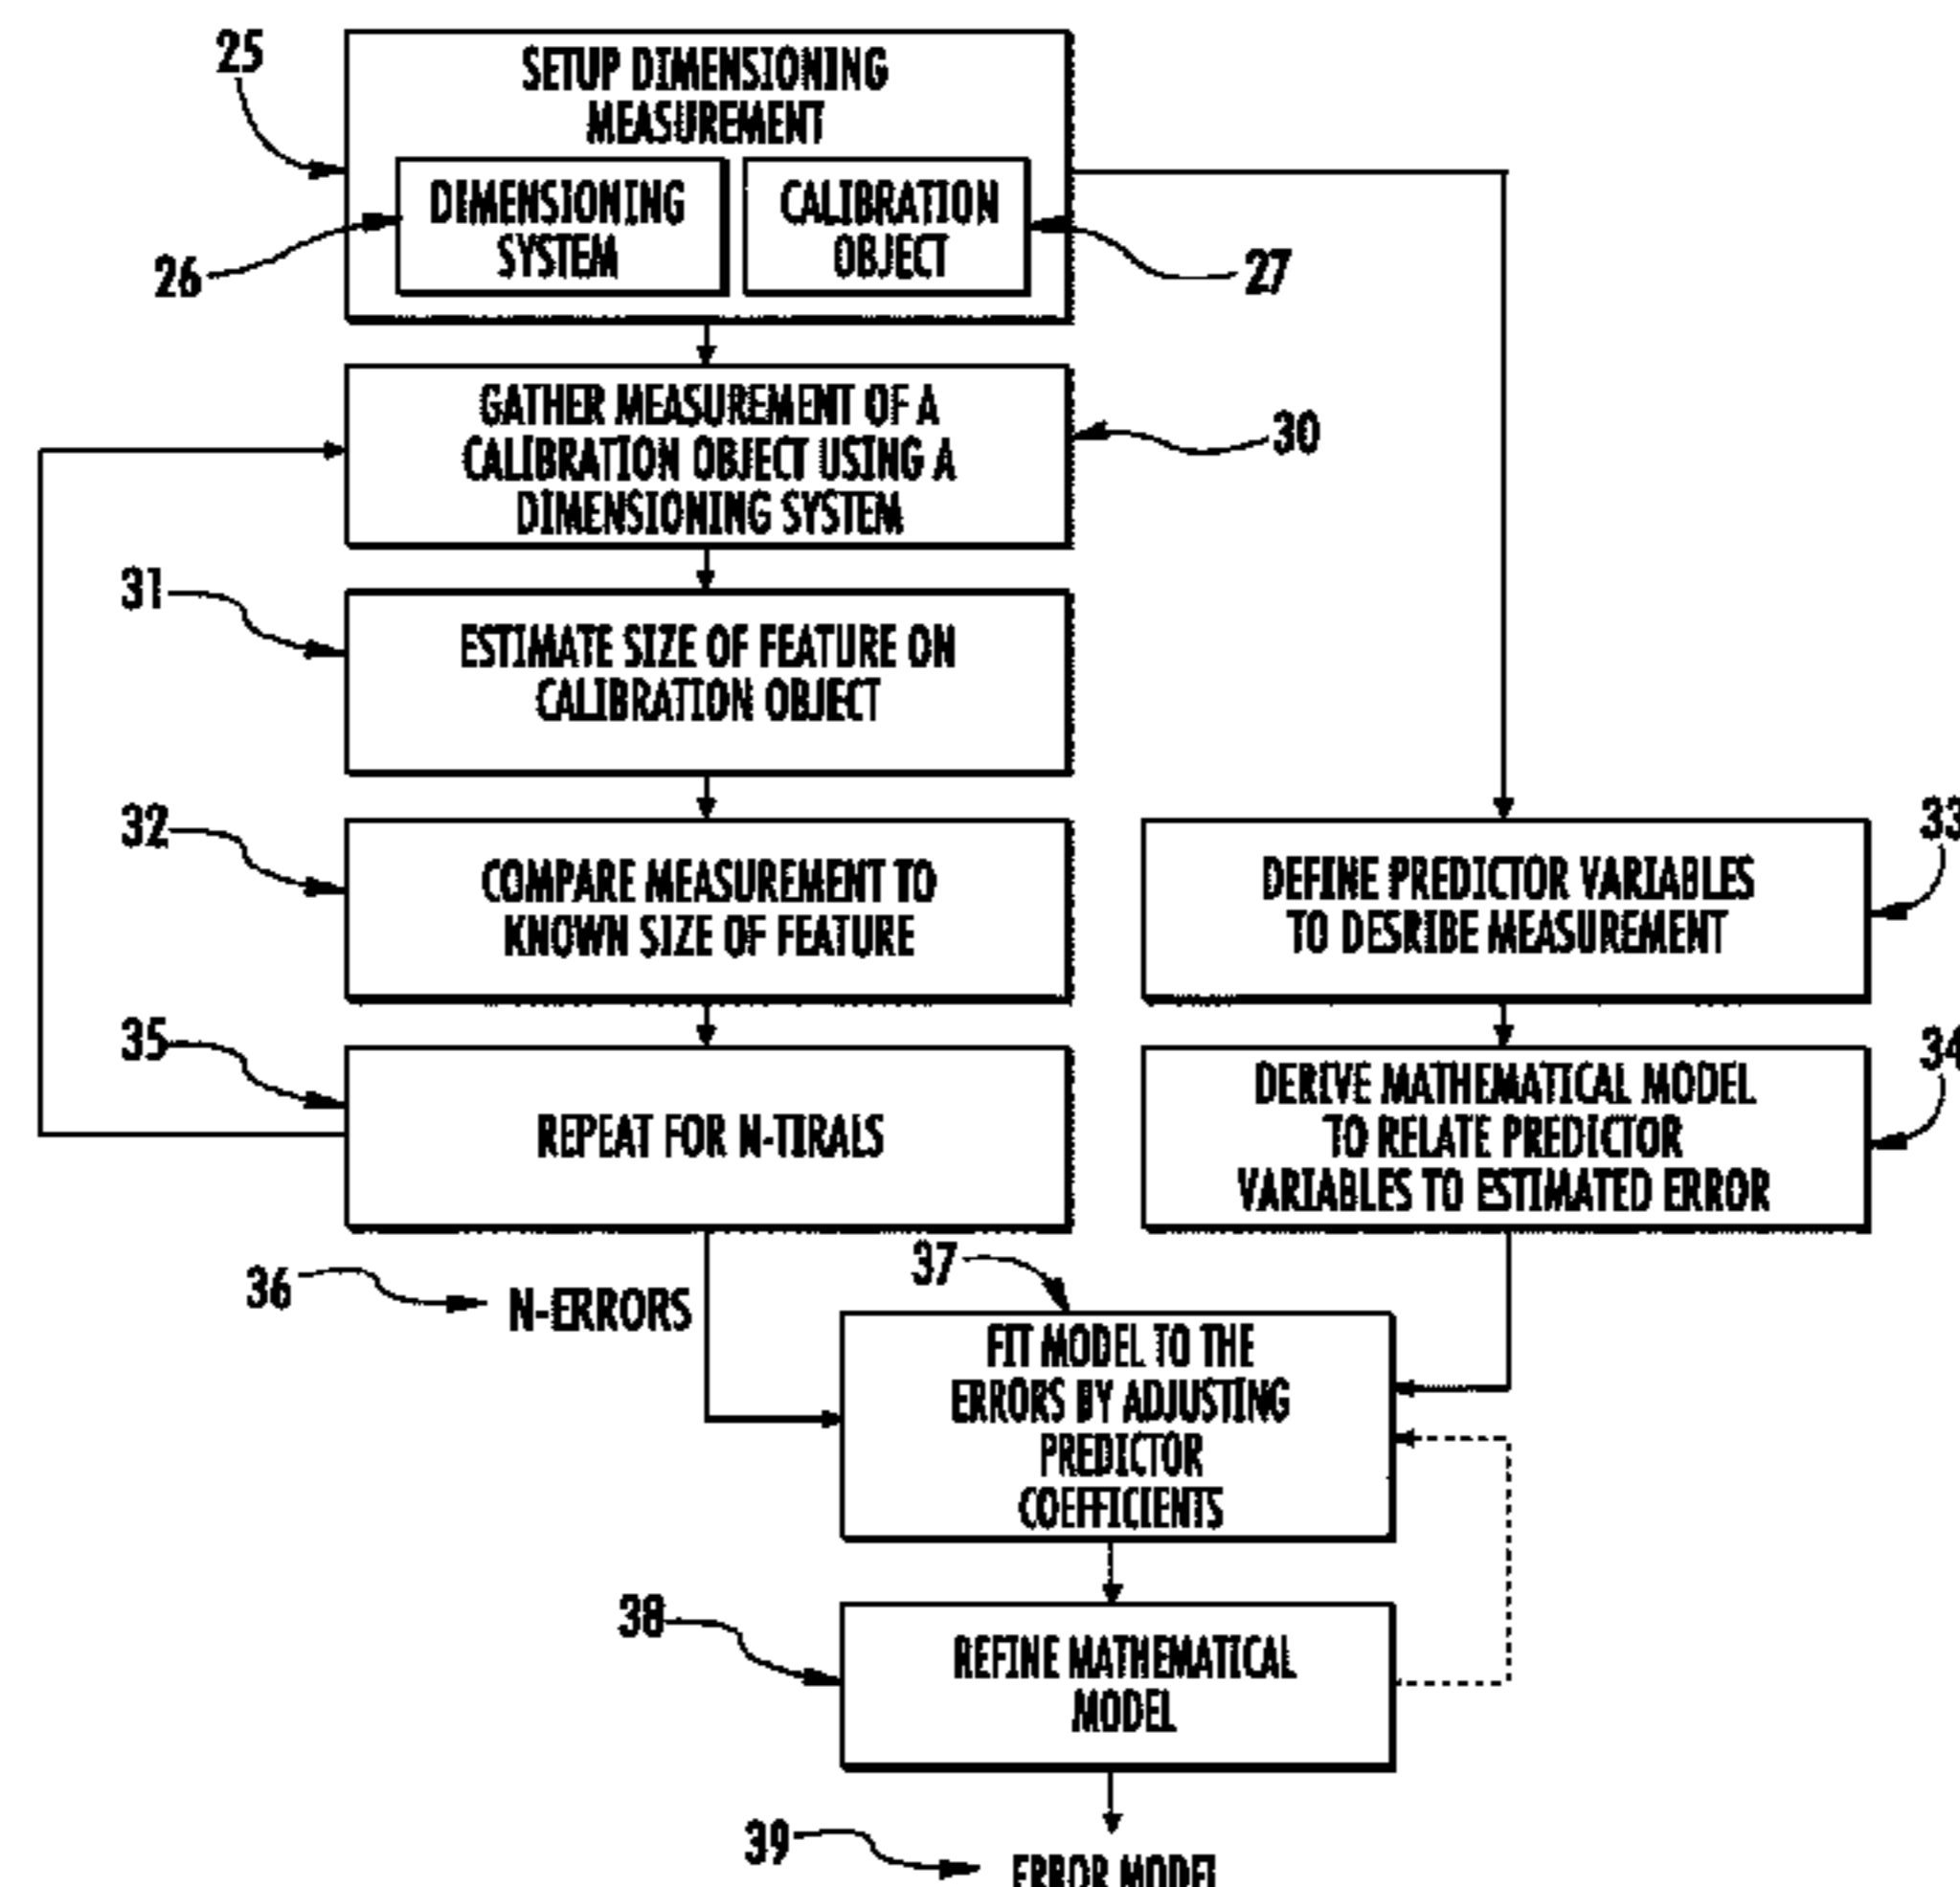 25
SETUP DIMENSIONING
MEASUREMENT
DIMENSIONING
SYSTEM
CALIBRATION
OBJECT
26
27
GATHER MEASUREMENT OF A
CALIBRATION OBJECT USING A
DIMENSIONING SYSTEM
30
31
ESTIMATE SIZE OF FEATURE ON
CALIBRATION OBJECT
32
COMPARE MEASUREMENT TO
KNOWN SIZE OF FEATURE
33
DEFINE PREDICTOR VARIABLES
TO DESRIBE MEASUREMENT
35
REPEAT FOR N-TIRALS
34
DERIVE MATHEMATICAL MODEL
TO RELATE PREDICTOR
VARIABLES TO ESTIMATED ERROR
36
N-ERRORS
37
FIT MODEL TO THE
ERRORS BY ADJUSTING
PREDICTOR
COEFFICIENTS
38
REFINE MATHEMATICAL
MODEL
39
ERROR MODEL